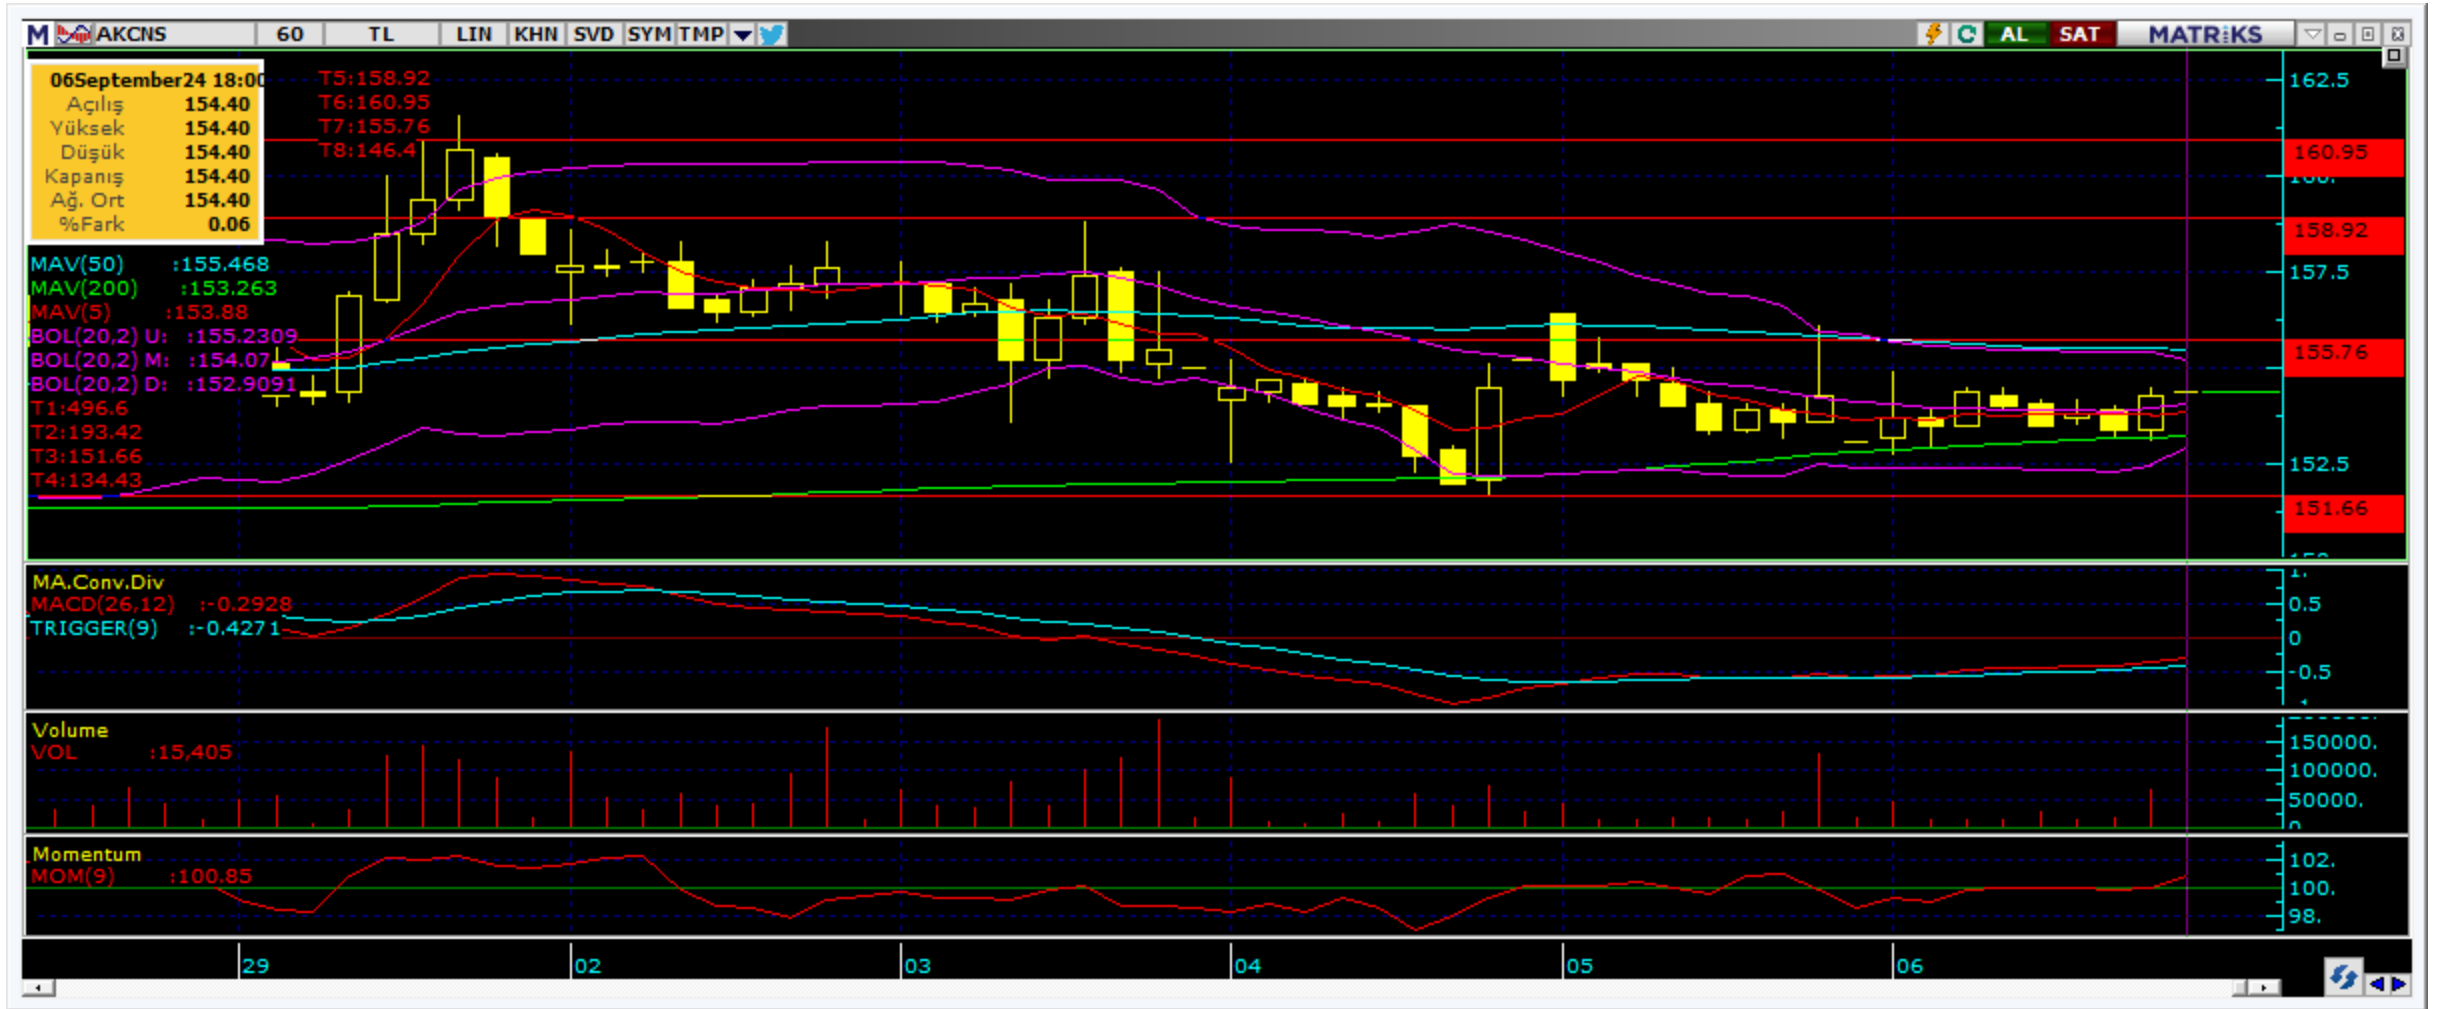 M AKCNS 60 TL LIN KHN SVD SYM TMP AL SAT MATRiKS
06September24 18:00
Açılış 154.40
Yüksek 154.40
Düşük 154.40
Kapanış 154.40
Ağ. Ort 154.40
%Fark 0.06
T5:158.92
T6:160.95
T7:155.76
T8:146.4
MAV(50) :155.468
MAV(200) :153.263
MAV(5) :153.88
BOL(20,2) U: :155.2309
BOL(20,2) M: :154.07
BOL(20,2) D: :152.9091
T1:496.6
T2:193.42
T3:151.66
T4:134.43
162.5
160.95
158.92
157.5
155.76
152.5
151.66
MA.Conv.Div
MACD(26,12) :-0.2928
TRIGGER(9) :-0.4271
1.
0.5
0
-0.5
Volume
VOL :15,405
150000.
100000.
50000.
0
Momentum
MOM(9) :100.85
102.
100.
98.
29 02 03 04 05 06